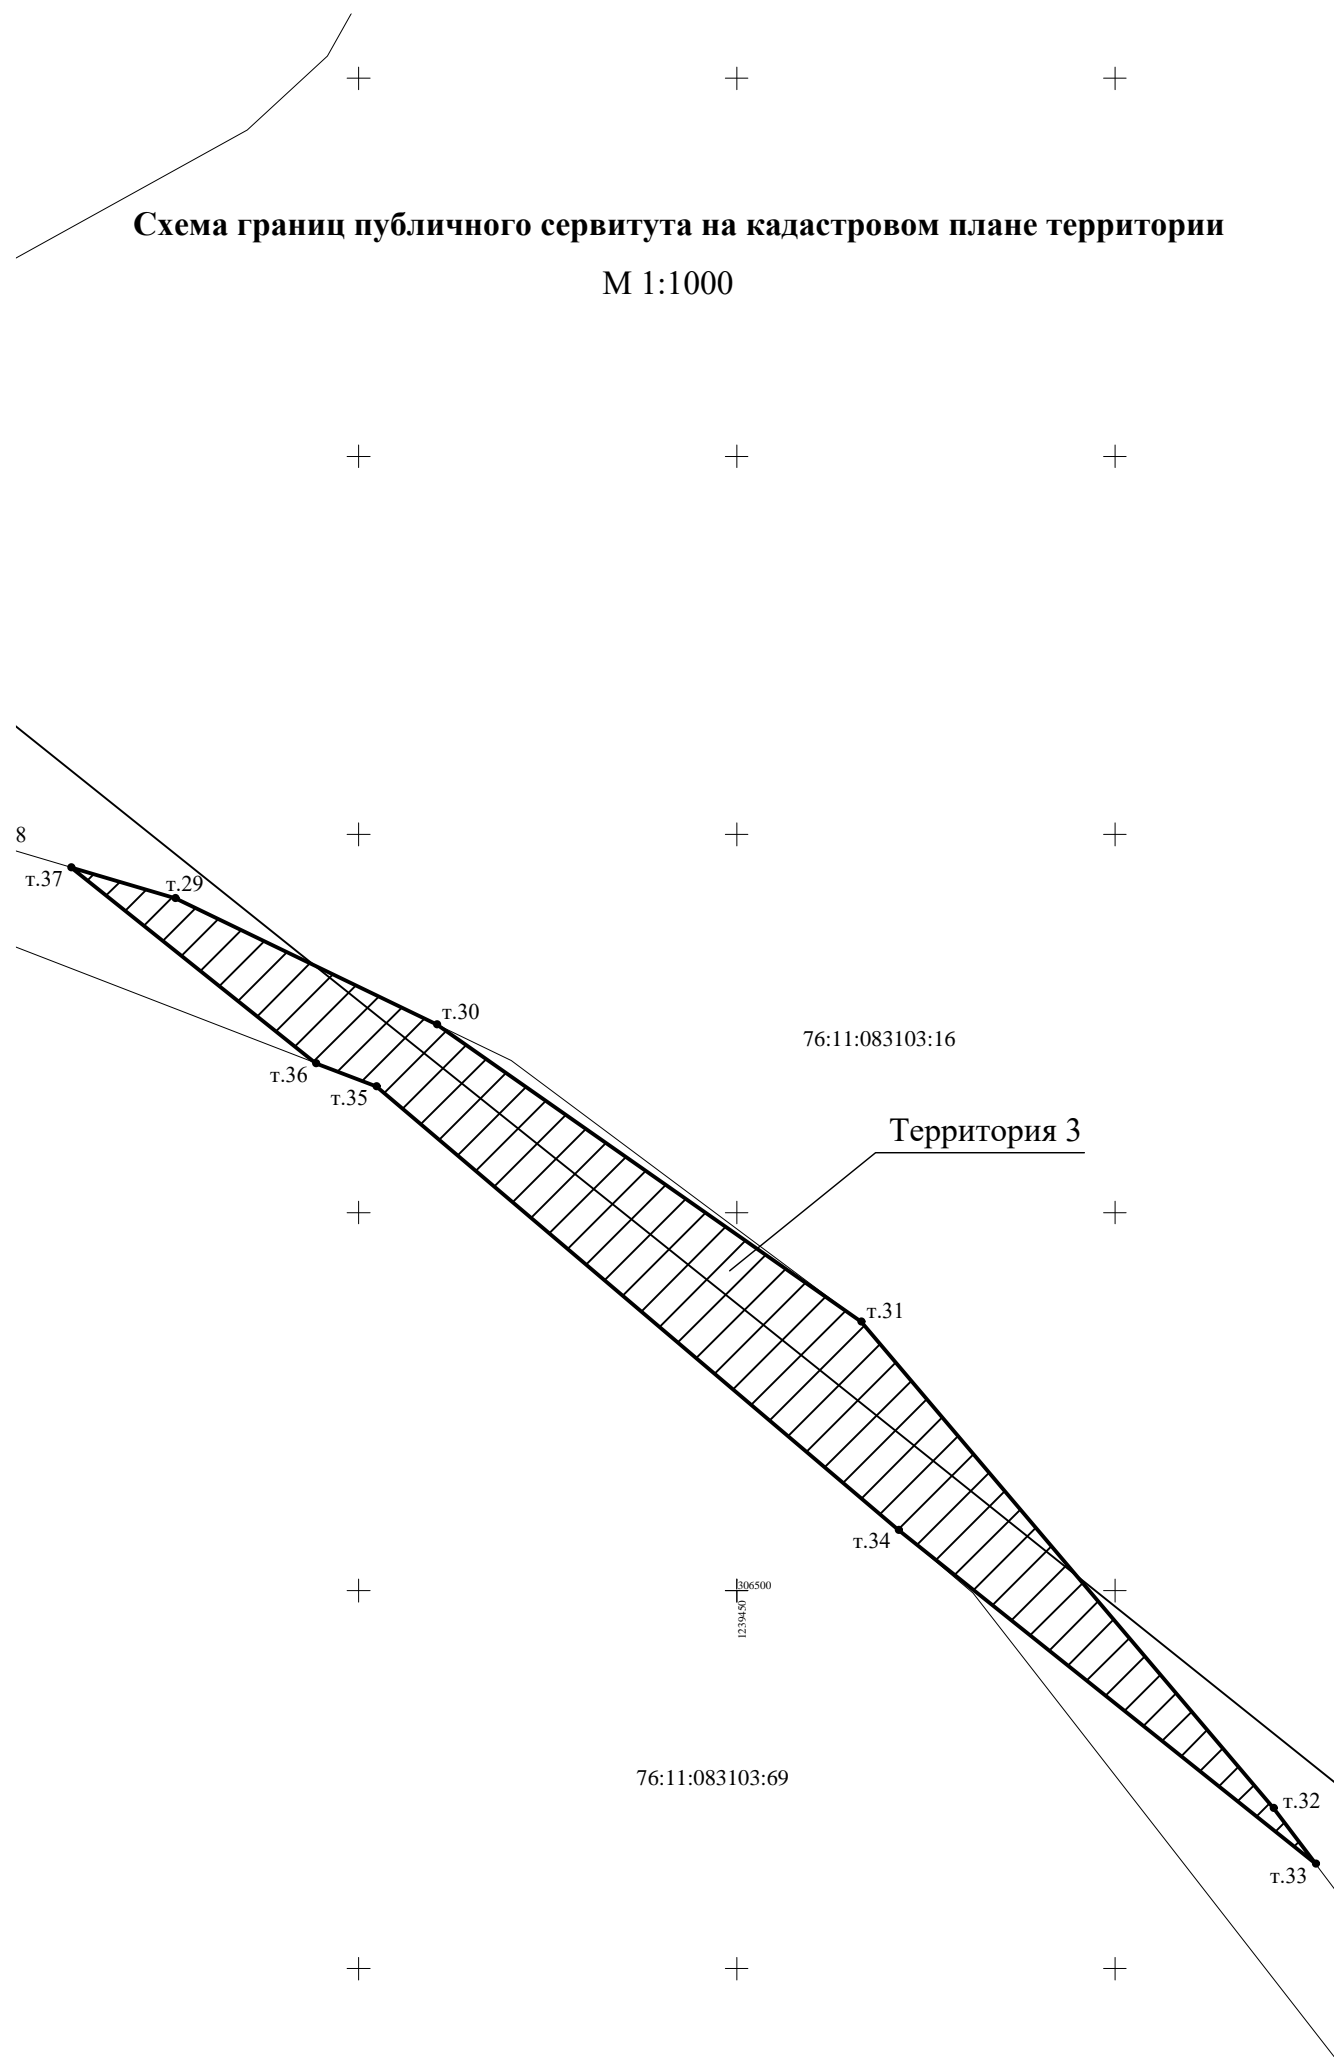 Схема границ публичного сервитута на кадастровом плане территории
М 1:1000
8
т.37
т.29
т.30
76:11:083103:16
т.36
т.35
Территория 3
т.31
т.34
306500
1239450
76:11:083103:69
т.32
т.33